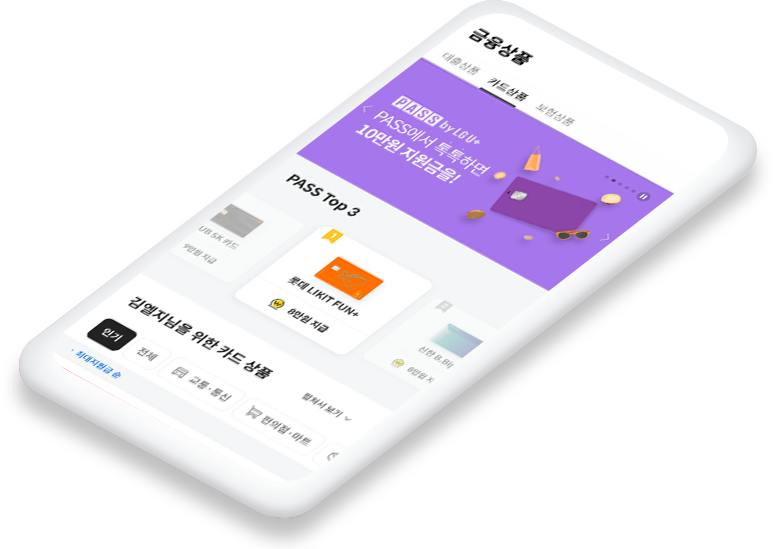 금융상품
대출상품 카드상품 보험상품
PASS by LG U+
PASS에서 톡톡하면
10만원 지원금을!
PASS Top 3
1
2
UB SK 카드
9만원 지급
롯데 LIKIT FUN+
8만원 지급
신한 B.Big
6만원 지
김엘지님을 위한 카드 상품
펼쳐서 보기
인기 전체 교통·통신 편의점·마트
최대지원금 순